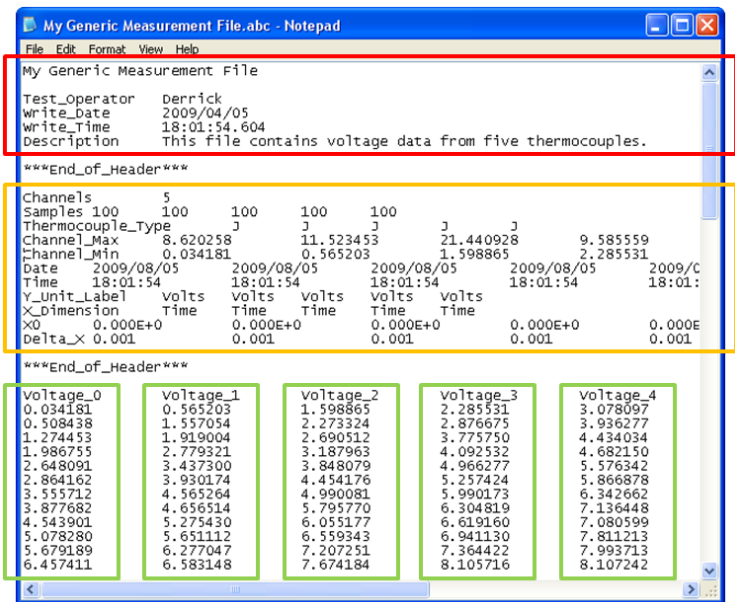 My Generic Measurement File.abc - Notepad
File Edit Format View Help
My Generic Measurement File
Test_Operator Derrick
Write_Date 2009/04/05
Write_Time 18:01:54.604
Description This file contains voltage data from five thermocouples.
***End_of_Header***
Channels 5
Samples 100 100 100 100 100
Thermocouple_Type J J J J J
Channel_Max 8.620258 11.523453 21.440928 9.585559
Channel_Min 0.034181 0.565203 1.598865 2.285531
Date 2009/08/05 2009/08/05 2009/08/05 2009/08/05 2009/0
Time 18:01:54 18:01:54 18:01:54 18:01:54 18:01:
Y_Unit_Label Volts Volts Volts Volts Volts
X_Dimension Time Time Time Time Time
X0 0.000E+0 0.000E+0 0.000E+0 0.000E+0 0.000E
Delta_X 0.001 0.001 0.001 0.001 0.001
***End_of_Header***
Voltage_0 Voltage_1 Voltage_2 Voltage_3 Voltage_4
0.034181 0.565203 1.598865 2.285531 3.078097
0.508438 1.557054 2.273324 2.876675 3.936277
1.274453 1.919004 2.690512 3.775750 4.434034
1.986755 2.779321 3.187963 4.092532 4.682150
2.648091 3.437300 3.848079 4.966277 5.576342
2.864162 3.930174 4.454176 5.257424 5.866878
3.555712 4.565264 4.990081 5.990173 6.342662
3.877682 4.656514 5.795770 6.304819 7.136448
4.543901 5.275430 6.055177 6.619160 7.080599
5.078280 5.651112 6.559343 6.941130 7.811213
5.679189 6.277047 7.207251 7.364422 7.993713
6.457411 6.583148 7.674184 8.105716 8.107242